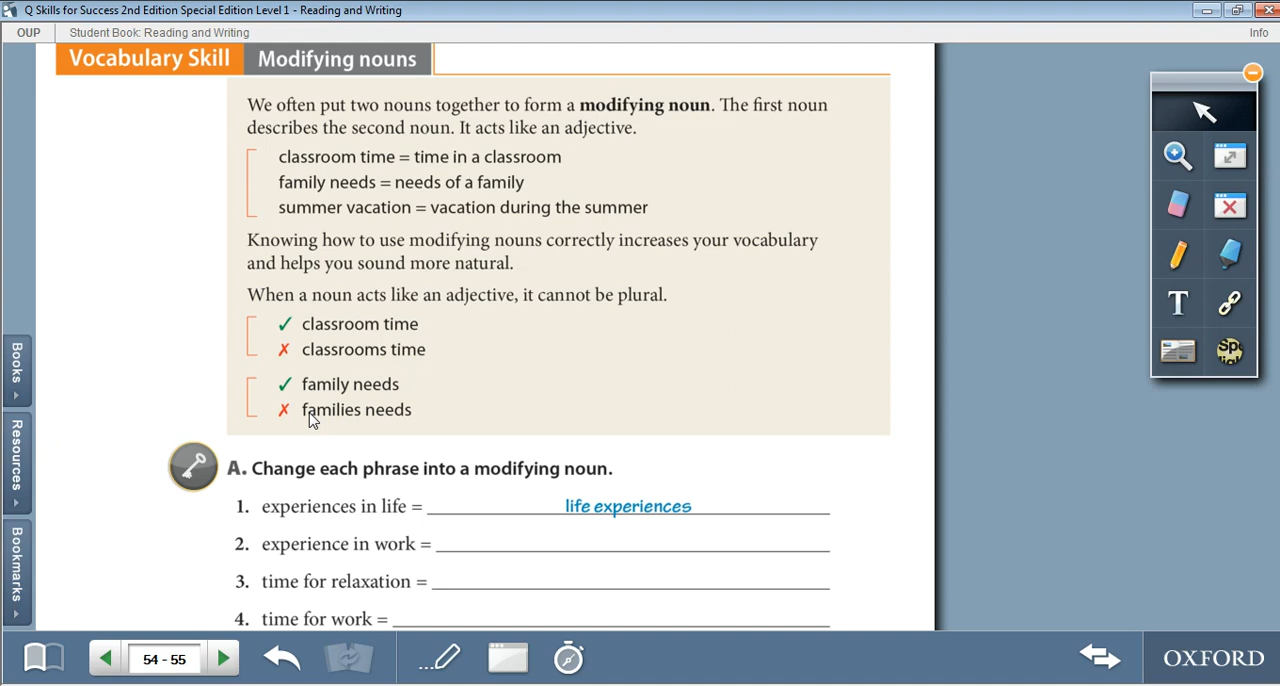 Q Skills for Success 2nd Edition Special Edition Level 1 - Reading and Writing
OUP Student Book: Reading and Writing Info
Vocabulary Skill Modifying nouns
We often put two nouns together to form a modifying noun. The first noun
describes the second noun. It acts like an adjective.
classroom time = time in a classroom
family needs = needs of a family
summer vacation = vacation during the summer
Knowing how to use modifying nouns correctly increases your vocabulary
and helps you sound more natural.
When a noun acts like an adjective, it cannot be plural.
✓ classroom time
✗ classrooms time
✓ family needs
✗ families needs
A. Change each phrase into a modifying noun.
1. experiences in life = life experiences
2. experience in work =
3. time for relaxation =
4. time for work =
Books
Resources
Bookmarks
T
Spe
54 - 55
OXFORD